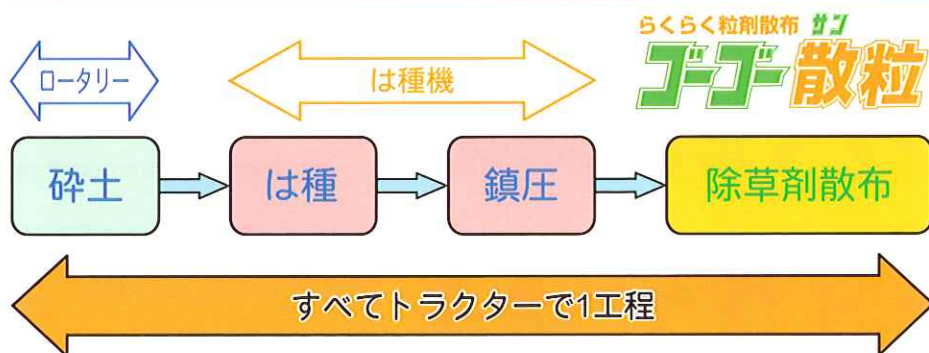 らくらく粒剤散布 サン
ゴーゴー散粒
ロータリー
は種機
砕土
は種
鎮圧
除草剤散布
すべてトラクターで1工程